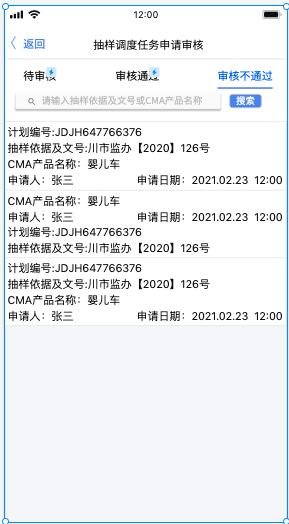 12:00
返回
抽样调度任务申请审核
待审核 审核通过 审核不通过
请输入抽样依据及文号或CMA产品名称 搜索
计划编号:JDJH647766376
抽样依据及文号:川市监办【2020】126号
CMA产品名称：婴儿车
申请人：张三 申请日期：2021.02.23 12:00
CMA产品名称：婴儿车
申请人：张三 申请日期：2021.02.23 12:00
计划编号:JDJH647766376
抽样依据及文号:川市监办【2020】126号
计划编号:JDJH647766376
抽样依据及文号:川市监办【2020】126号
CMA产品名称：婴儿车
申请人：张三 申请日期：2021.02.23 12:00